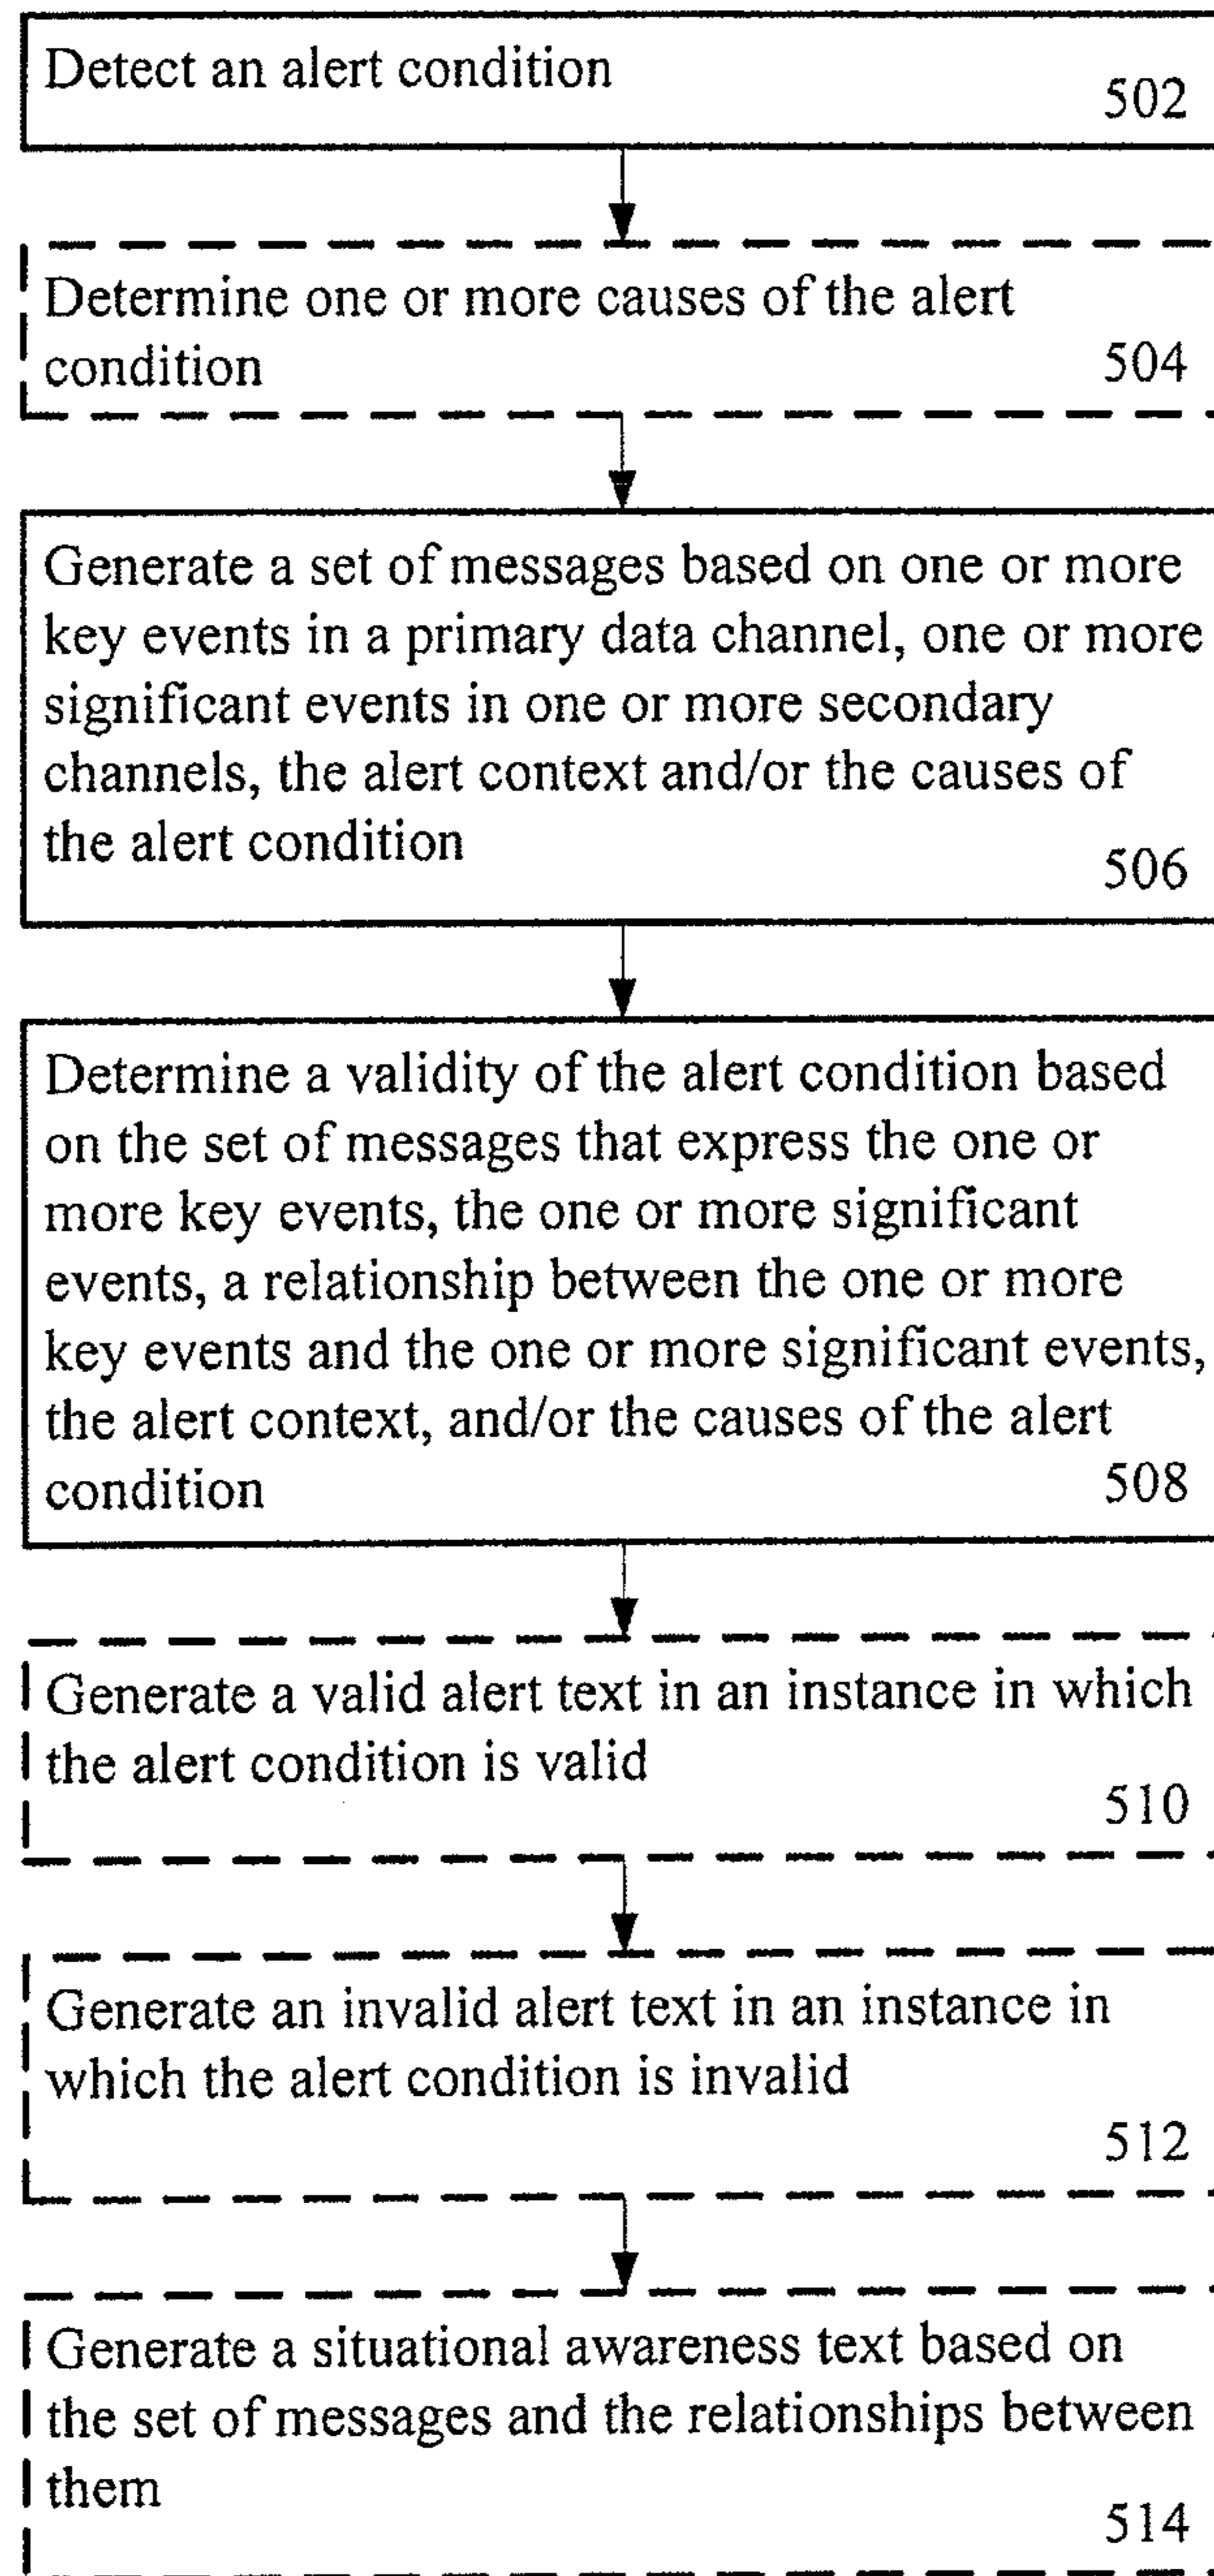 Detect an alert condition
502
Determine one or more causes of the alert
condition
504
Generate a set of messages based on one or more
key events in a primary data channel, one or more
significant events in one or more secondary
channels, the alert context and/or the causes of
the alert condition
506
Determine a validity of the alert condition based
on the set of messages that express the one or
more key events, the one or more significant
events, a relationship between the one or more
key events and the one or more significant events,
the alert context, and/or the causes of the alert
condition
508
Generate a valid alert text in an instance in which
the alert condition is valid
510
Generate an invalid alert text in an instance in
which the alert condition is invalid
512
Generate a situational awareness text based on
the set of messages and the relationships between
them
514